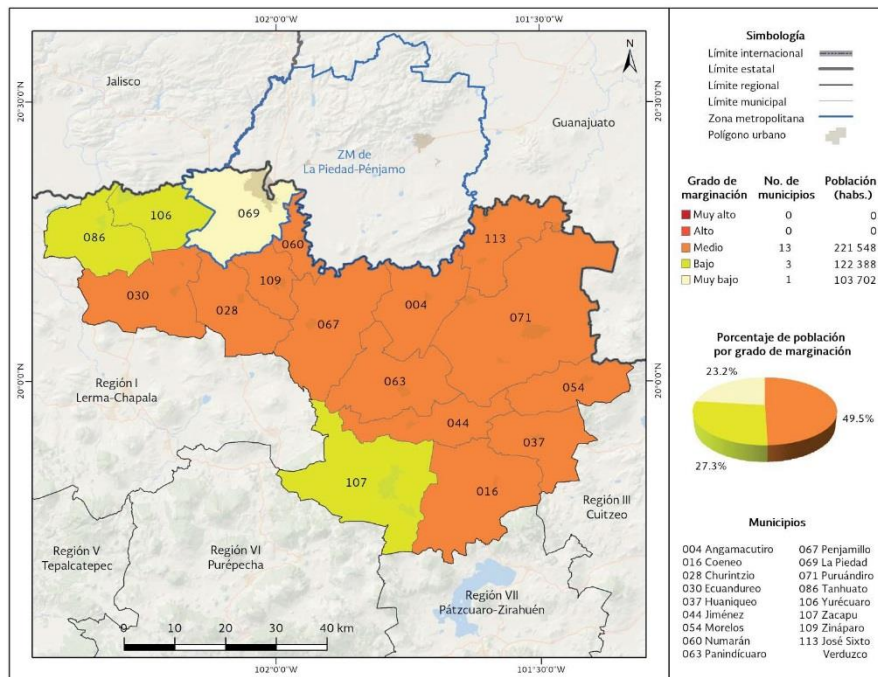 102°0'0"W
101°30'0"W
20°30'0"N
20°0'0"N
N
Jalisco
Guanajuato
ZM de
La Piedad-Pénjamo
20°30'0"N
20°0'0"N
069
106
086
060
113
030
028
109
004
067
071
063
054
044
037
107
016
Región I
Lerma-Chapala
Región III
Cuitzeo
Región V
Tepalcatepec
Región VI
Purépecha
Región VII
Pátzcuaro-Zirahuén
0 10 20 30 40 km
102°0'0"W
101°30'0"W
Simbología
Límite internacional
Límite estatal
Límite regional
Límite municipal
Zona metropolitana
Polígono urbano
Grado de No. de Población
marginación municipios (habs.)
Muy alto 0 0
Alto 0 0
Medio 13 221 548
Bajo 3 122 388
Muy bajo 1 103 702
Porcentaje de población
por grado de marginación
23.2%
49.5%
27.3%
Municipios
004 Angamacutiro
016 Coeneo
028 Churintzio
030 Ecuandureo
037 Huaniqueo
044 Jiménez
054 Morelos
060 Numarán
063 Panindícuaro
067 Penjamillo
069 La Piedad
071 Puruándiro
086 Tanhuato
106 Yurécuaro
107 Zacapu
109 Zináparo
113 José Sixto
Verduzco